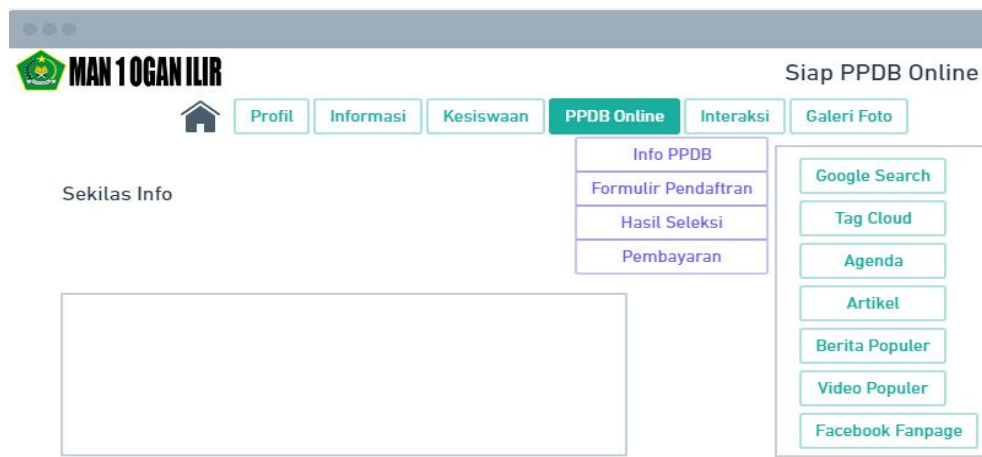 MAN 1 OGAN ILIR
Siap PPDB Online
Profil
Informasi
Kesiswaan
PPDB Online
Interaksi
Galeri Foto
Info PPDB
Formulir Pendaftran
Hasil Seleksi
Pembayaran
Sekilas Info
Google Search
Tag Cloud
Agenda
Artikel
Berita Populer
Video Populer
Facebook Fanpage